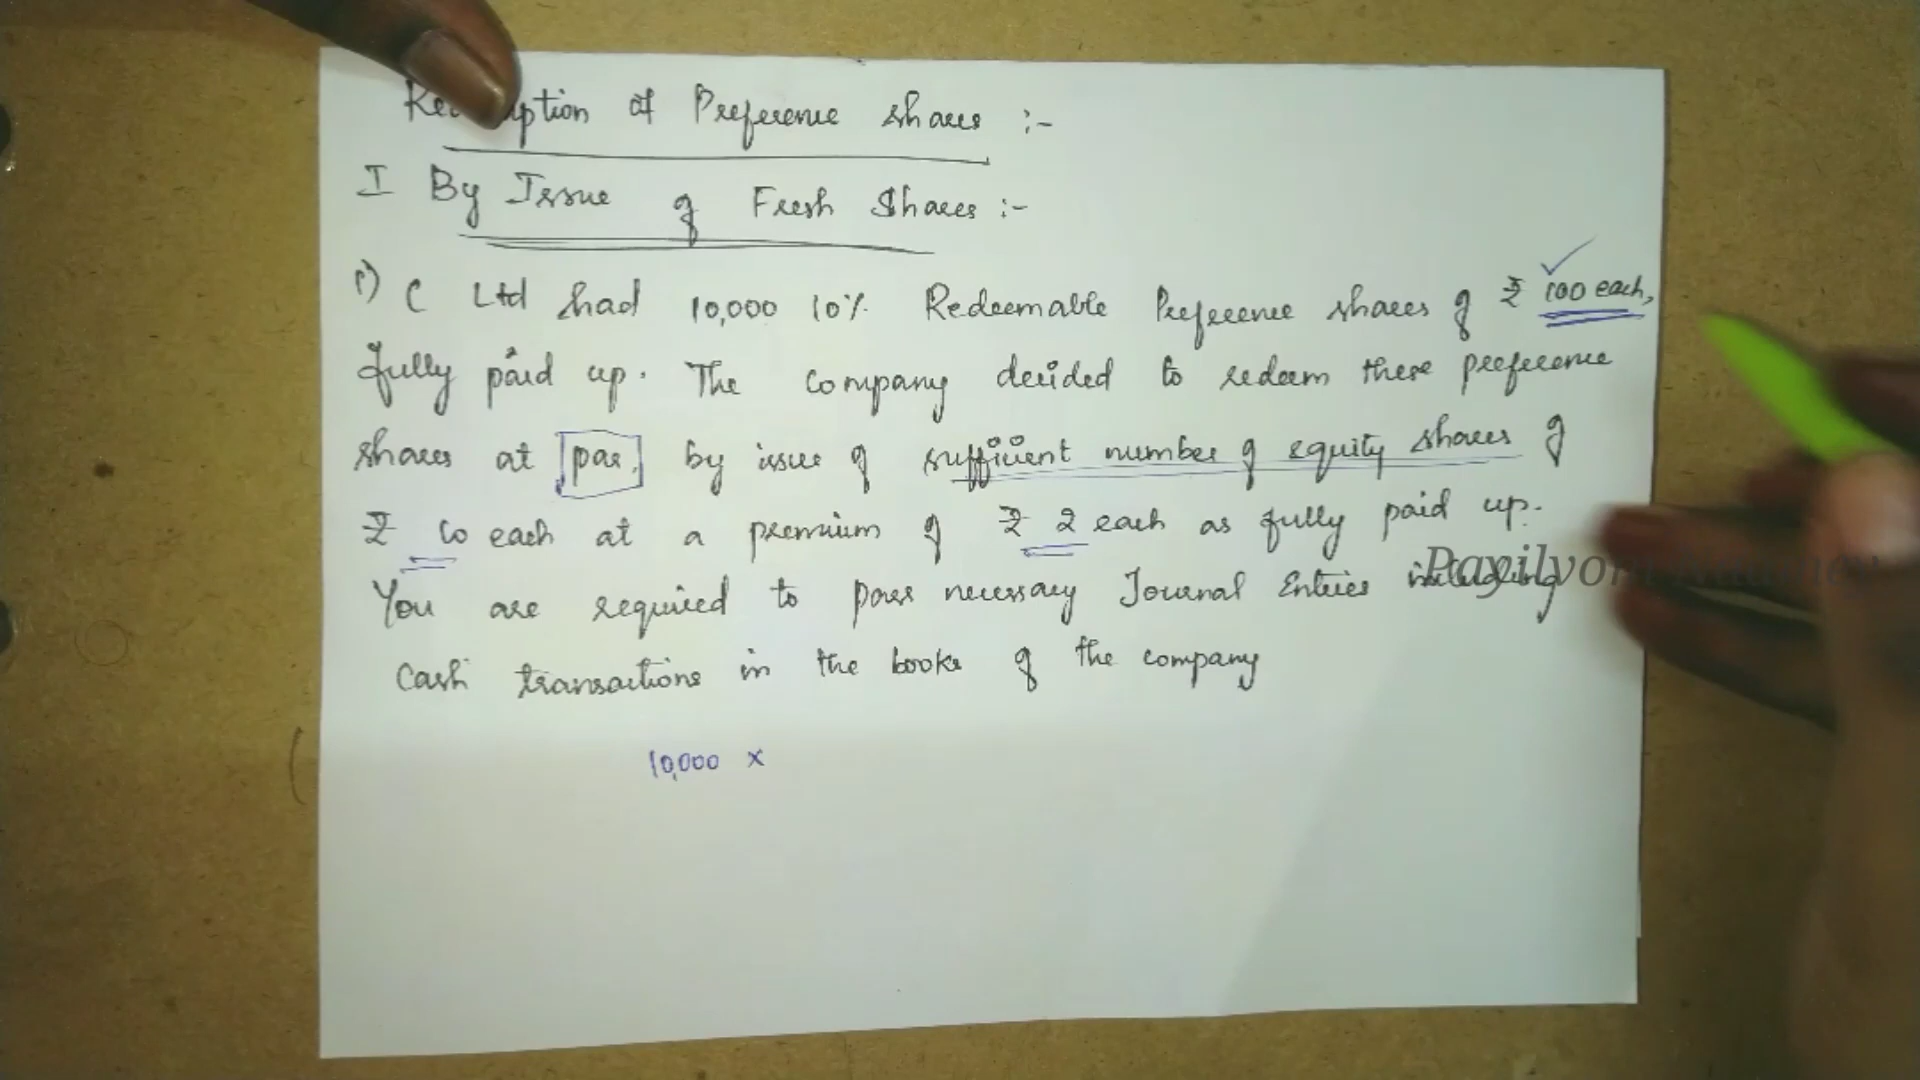 Redemption of Preference shares :-
I By Issue of Fresh Shares :-
1) C Ltd had 10,000 10% Redeemable Preference shares of ₹ 100 each,
fully paid up. The company decided to redeem these preference
shares at par, by issue of sufficient number of equity shares of
₹ 10 each at a premium of ₹ 2 each as fully paid up.
You are required to pass necessary Journal Entries including
Cash transactions in the books of the company
10,000 x